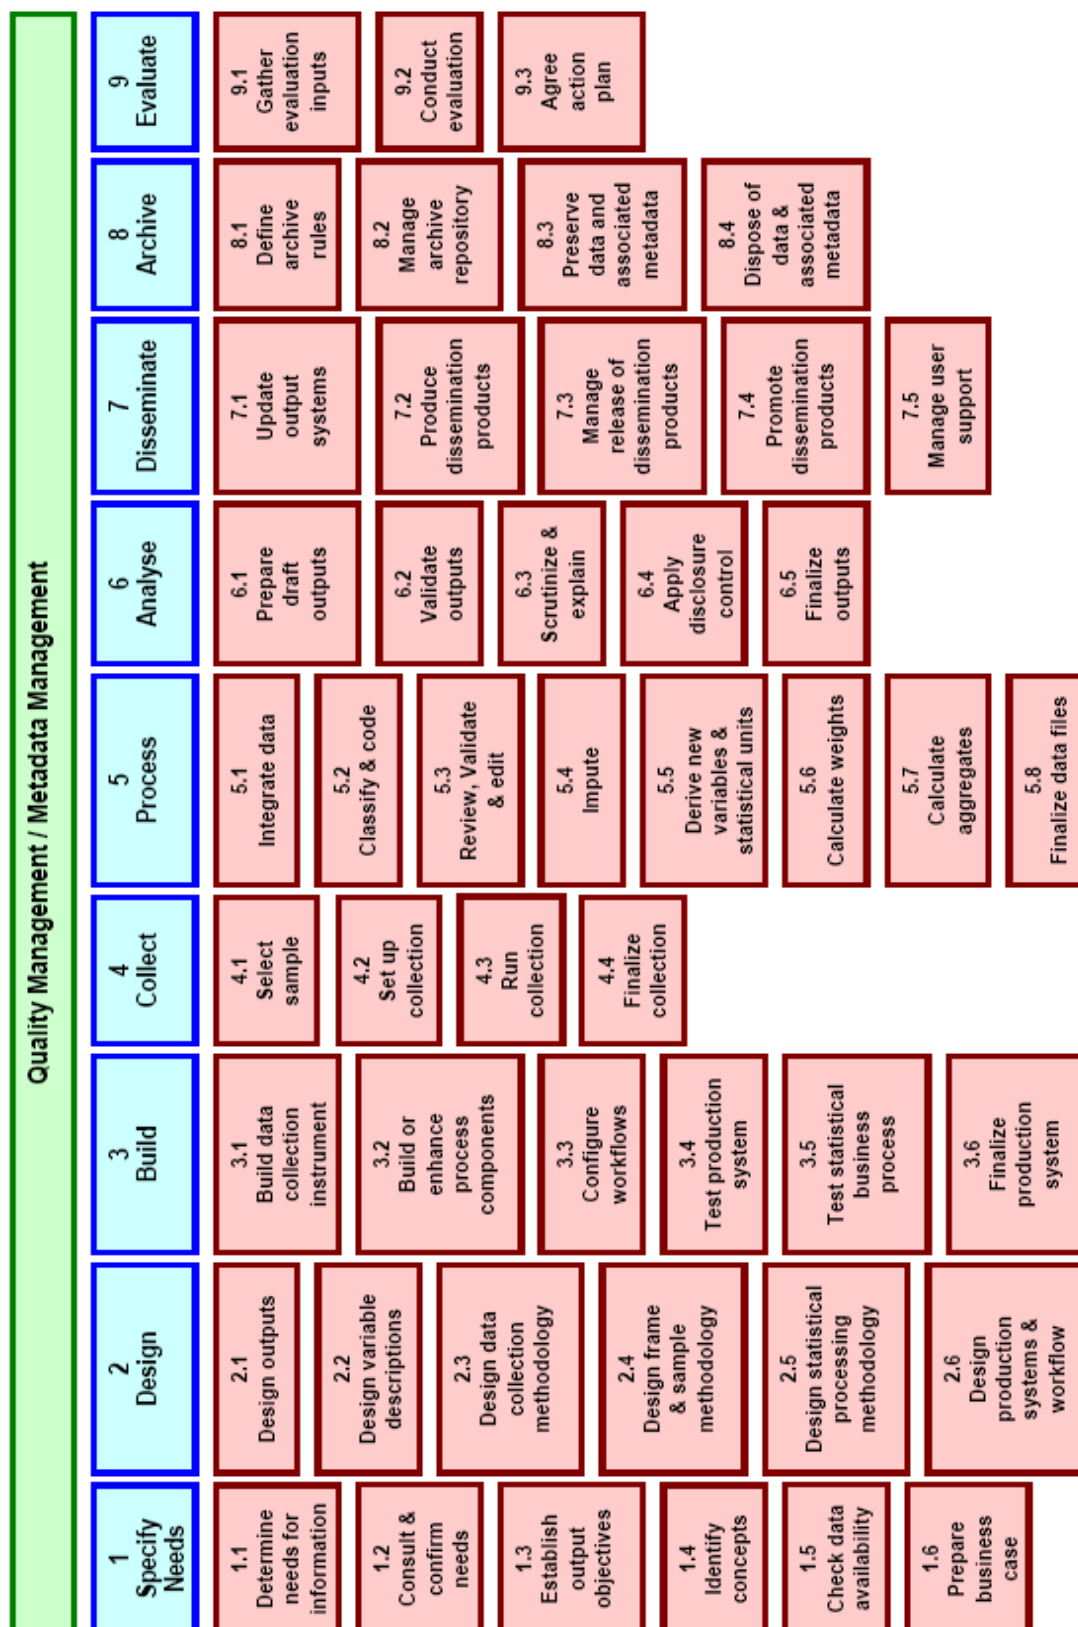 Quality Management / Metadata Management
1
Specify
Needs
1.1
Determine
needs for
information
1.2
Consult &
confirm
needs
1.3
Establish
output
objectives
1.4
Identify
concepts
1.5
Check data
availability
1.6
Prepare
business
case
2
Design
2.1
Design outputs
2.2
Design variable
descriptions
2.3
Design data
collection
methodology
2.4
Design frame
& sample
methodology
2.5
Design statistical
processing
methodology
2.6
Design
production
systems &
workflow
3
Build
3.1
Build data
collection
instrument
3.2
Build or
enhance
process
components
3.3
Configure
workflows
3.4
Test production
system
3.5
Test statistical
business
process
3.6
Finalize
production
system
4
Collect
4.1
Select
sample
4.2
Set up
collection
4.3
Run
collection
4.4
Finalize
collection
5
Process
5.1
Integrate data
5.2
Classify & code
5.3
Review, Validate
& edit
5.4
Impute
5.5
Derive new
variables &
statistical units
5.6
Calculate weights
5.7
Calculate
aggregates
5.8
Finalize data files
6
Analyse
6.1
Prepare
draft
outputs
6.2
Validate
outputs
6.3
Scrutinize &
explain
6.4
Apply
disclosure
control
6.5
Finalize
outputs
7
Disseminate
7.1
Update
output
systems
7.2
Produce
dissemination
products
7.3
Manage
release of
dissemination
products
7.4
Promote
dissemination
products
7.5
Manage user
support
8
Archive
8.1
Define
archive
rules
8.2
Manage
archive
repository
8.3
Preserve
data and
associated
metadata
8.4
Dispose of
data &
associated
metadata
9
Evaluate
9.1
Gather
evaluation
inputs
9.2
Conduct
evaluation
9.3
Agree
action
plan